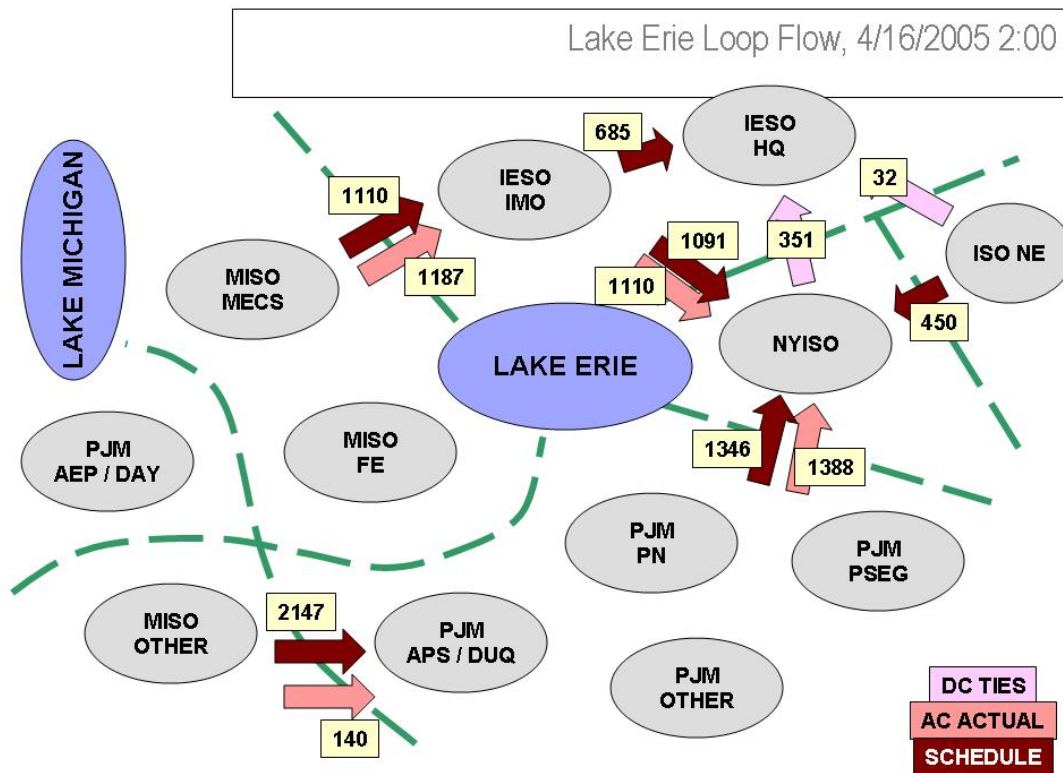 Lake Erie Loop Flow, 4/16/2005 2:00
LAKE MICHIGAN
685
IESO
HQ
IESO
IMO
32
1110
1091
351
ISO NE
1187
MISO
MECS
1110
450
NYISO
LAKE ERIE
PJM
AEP / DAY
MISO
FE
1346
1388
PJM
PN
PJM
PSEG
2147
MISO
OTHER
PJM
APS / DUQ
PJM
OTHER
140
DC TIES
AC ACTUAL
SCHEDULE